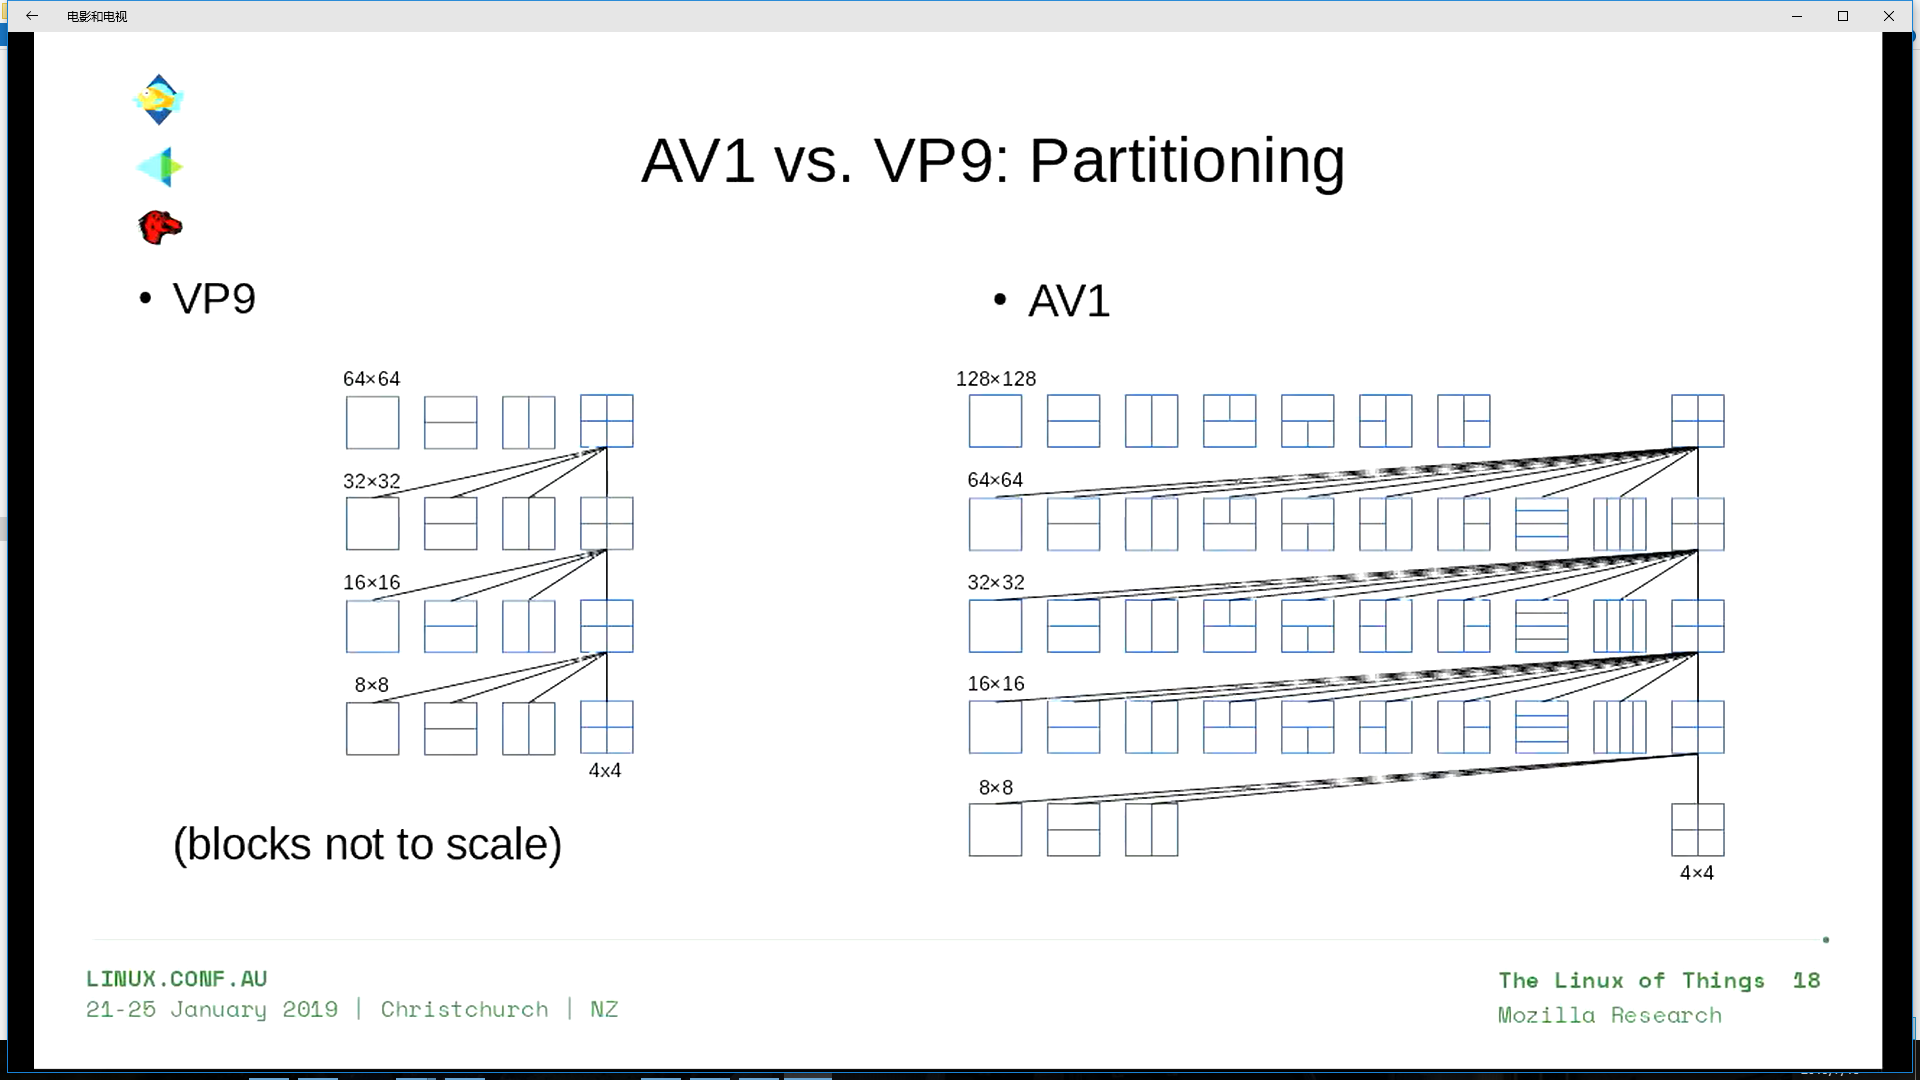 电影和电视
AV1 vs. VP9: Partitioning
• VP9
64×64
32×32
16×16
8×8
4x4
(blocks not to scale)
• AV1
128×128
64×64
32×32
16×16
8×8
4×4
LINUX.CONF.AU
21-25 January 2019 | Christchurch | NZ
The Linux of Things 18
Mozilla Research